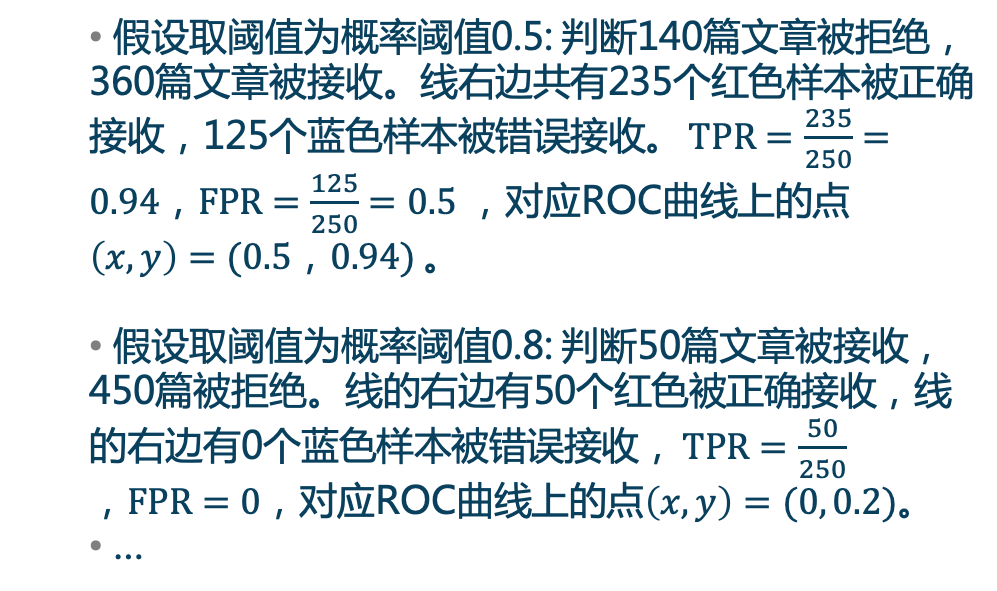 • 假设取阈值为概率阈值0.5: 判断140篇文章被拒绝，
360篇文章被接收。线右边共有235个红色样本被正确
接收，125个蓝色样本被错误接收。 TPR = 235/250 =
0.94，FPR = 125/250 = 0.5 ，对应ROC曲线上的点
(x, y) = (0.5，0.94) 。
• 假设取阈值为概率阈值0.8: 判断50篇文章被接收，
450篇被拒绝。线的右边有50个红色被正确接收，线
的右边有0个蓝色样本被错误接收， TPR = 50/250
，FPR = 0，对应ROC曲线上的点(x, y) = (0, 0.2)。
• ...